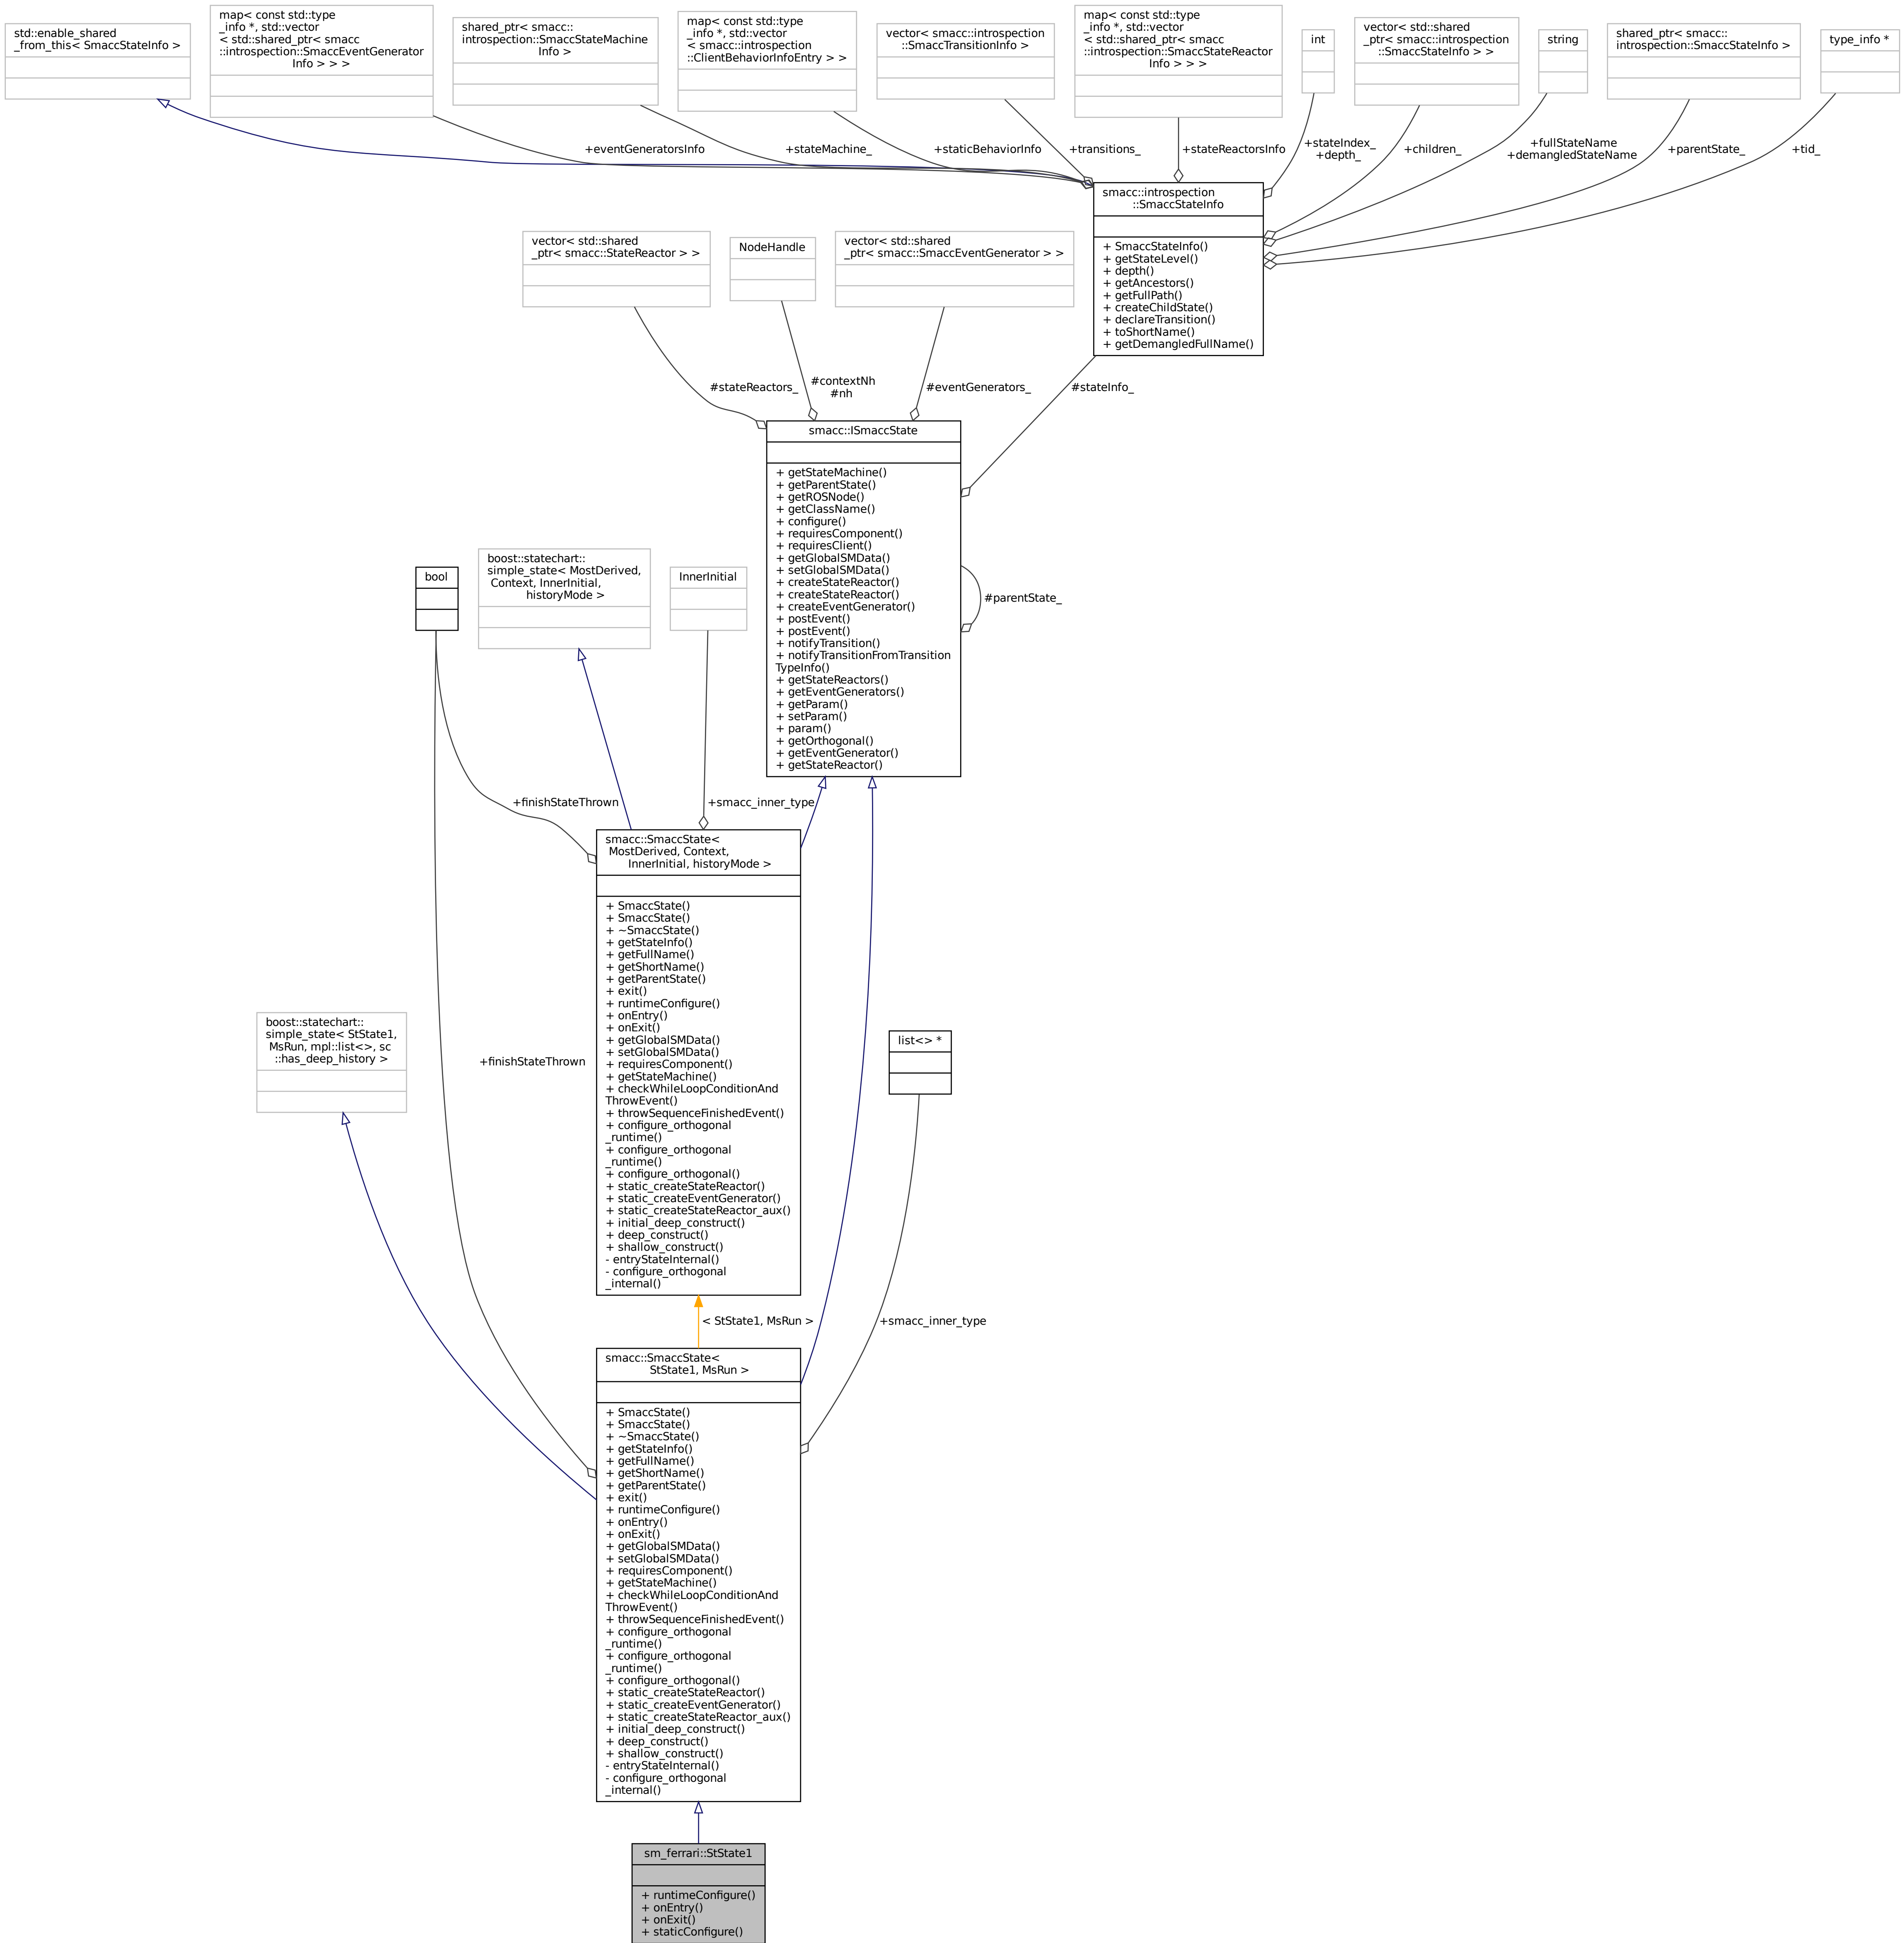 std::enable_shared
_from_this< SmaccStateInfo >
map< const std::type
_info *, std::vector
< std::shared_ptr< smacc
::introspection::SmaccEventGenerator
Info > > >
shared_ptr< smacc::
introspection::SmaccStateMachine
Info >
map< const std::type
_info *, std::vector
< smacc::introspection
::ClientBehaviorInfoEntry > >
vector< smacc::introspection
::SmaccTransitionInfo >
map< const std::type
_info *, std::vector
< std::shared_ptr< smacc
::introspection::SmaccStateReactor
Info > > >
int
vector< std::shared
_ptr< smacc::introspection
::SmaccStateInfo > >
string
shared_ptr< smacc::
introspection::SmaccStateInfo >
type_info *
+eventGeneratorsInfo
+stateMachine_
+staticBehaviorInfo
+transitions_
+stateReactorsInfo
+stateIndex_
+depth_
+children_
+fullStateName
+demangledStateName
+parentState_
+tid_
smacc::introspection
::SmaccStateInfo
+ SmaccStateInfo()
+ getStateLevel()
+ depth()
+ getAncestors()
+ getFullPath()
+ createChildState()
+ declareTransition()
+ toShortName()
+ getDemangledFullName()
vector< std::shared
_ptr< smacc::StateReactor > >
NodeHandle
vector< std::shared
_ptr< smacc::SmaccEventGenerator > >
#stateReactors_
#contextNh
#nh
#eventGenerators_
#stateInfo_
smacc::ISmaccState
+ getStateMachine()
+ getParentState()
+ getROSNode()
+ getClassName()
+ configure()
+ requiresComponent()
+ requiresClient()
+ getGlobalSMData()
+ setGlobalSMData()
+ createStateReactor()
+ createStateReactor()
+ createEventGenerator()
+ postEvent()
+ postEvent()
+ notifyTransition()
+ notifyTransitionFromTransition
TypeInfo()
+ getStateReactors()
+ getEventGenerators()
+ getParam()
+ setParam()
+ param()
+ getOrthogonal()
+ getEventGenerator()
+ getStateReactor()
#parentState_
bool
boost::statechart::
simple_state< MostDerived,
Context, InnerInitial,
historyMode >
InnerInitial
+finishStateThrown
+smacc_inner_type
smacc::SmaccState<
MostDerived, Context,
InnerInitial, historyMode >
+ SmaccState()
+ SmaccState()
+ ~SmaccState()
+ getStateInfo()
+ getFullName()
+ getShortName()
+ getParentState()
+ exit()
+ runtimeConfigure()
+ onEntry()
+ onExit()
+ getGlobalSMData()
+ setGlobalSMData()
+ requiresComponent()
+ getStateMachine()
+ checkWhileLoopConditionAnd
ThrowEvent()
+ throwSequenceFinishedEvent()
+ configure_orthogonal
_runtime()
+ configure_orthogonal
_runtime()
+ configure_orthogonal()
+ static_createStateReactor()
+ static_createEventGenerator()
+ static_createStateReactor_aux()
+ initial_deep_construct()
+ deep_construct()
+ shallow_construct()
- entryStateInternal()
- configure_orthogonal
_internal()
boost::statechart::
simple_state< StState1,
MsRun, mpl::list<>, sc
::has_deep_history >
+finishStateThrown
list<> *
< StState1, MsRun >
+smacc_inner_type
smacc::SmaccState<
StState1, MsRun >
+ SmaccState()
+ SmaccState()
+ ~SmaccState()
+ getStateInfo()
+ getFullName()
+ getShortName()
+ getParentState()
+ exit()
+ runtimeConfigure()
+ onEntry()
+ onExit()
+ getGlobalSMData()
+ setGlobalSMData()
+ requiresComponent()
+ getStateMachine()
+ checkWhileLoopConditionAnd
ThrowEvent()
+ throwSequenceFinishedEvent()
+ configure_orthogonal
_runtime()
+ configure_orthogonal
_runtime()
+ configure_orthogonal()
+ static_createStateReactor()
+ static_createEventGenerator()
+ static_createStateReactor_aux()
+ initial_deep_construct()
+ deep_construct()
+ shallow_construct()
- entryStateInternal()
- configure_orthogonal
_internal()
sm_ferrari::StState1
+ runtimeConfigure()
+ onEntry()
+ onExit()
+ staticConfigure()